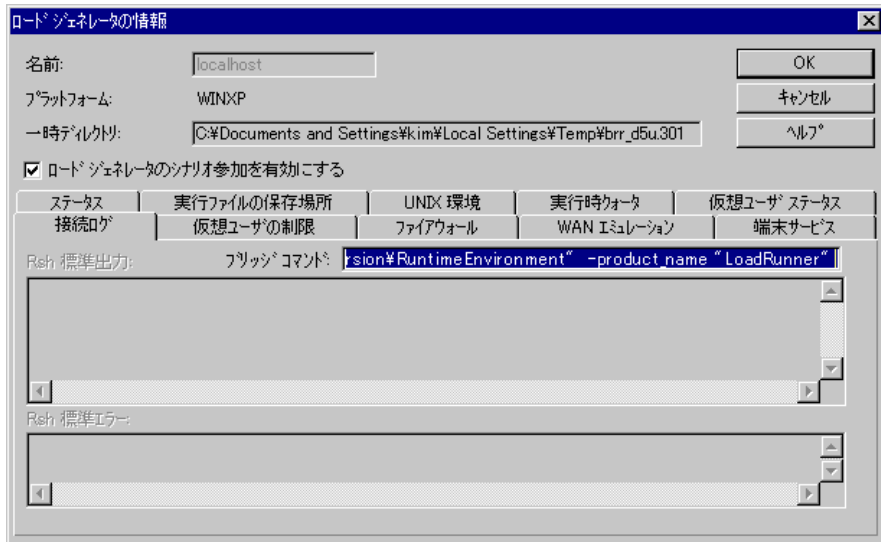 ロード ジェネレータの情報
名前: localhost OK
プラットフォーム: WINXP キャンセル
一時ディレクトリ: C:¥Documents and Settings¥kim¥Local Settings¥Temp¥brr_d5u.301 ヘルプ
ロード ジェネレータのシナリオ参加を有効にする
ステータス 実行ファイルの保存場所 UNIX 環境 実行時クォータ 仮想ユーザ ステータス
接続ログ 仮想ユーザの制限 ファイアウォール WAN エミュレーション 端末サービス
Rsh 標準出力: ブリッジ コマンド: rsion¥RuntimeEnvironment" -product_name "LoadRunner"
Rsh 標準エラー: